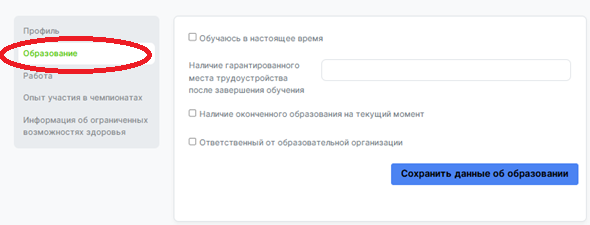 Профиль
Образование
Работа
Опыт участия в чемпионатах
Информация об ограниченных
возможностях здоровья
Обучаюсь в настоящее время
Наличие гарантированного
места трудоустройства
после завершения обучения
Наличие оконченного образования на текущий момент
Ответственный от образовательной организации
Сохранить данные об образовании